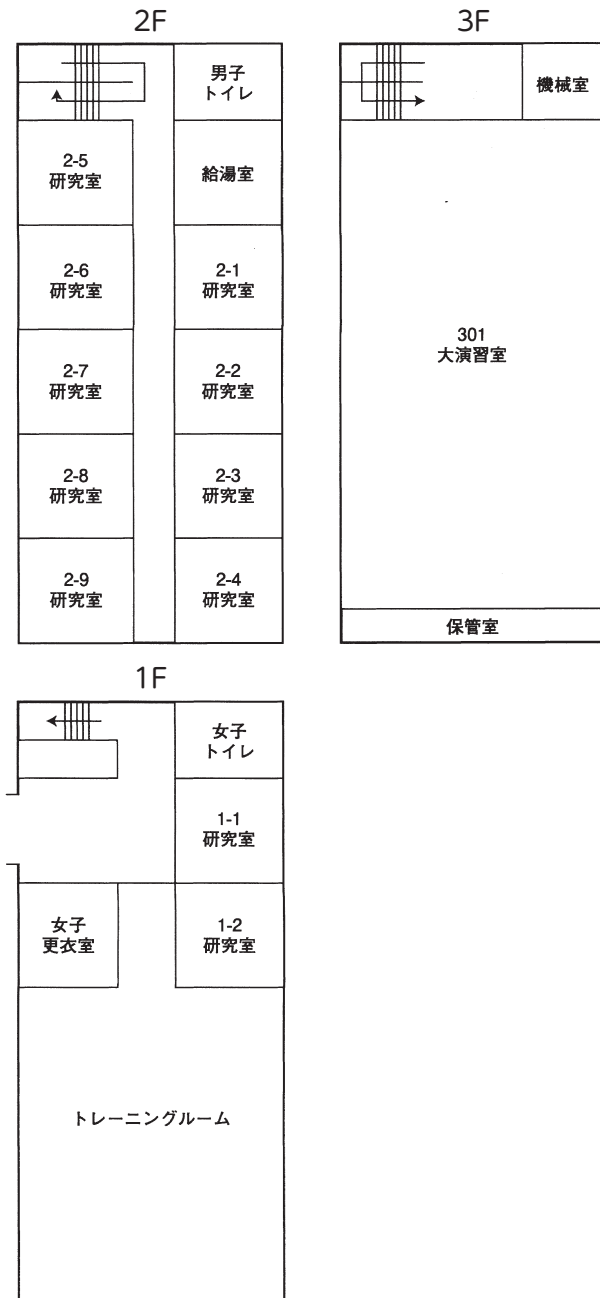 2F
男子
トイレ
2-5
研究室
給湯室
2-6
研究室
2-1
研究室
2-7
研究室
2-2
研究室
2-8
研究室
2-3
研究室
2-9
研究室
2-4
研究室
3F
機械室
301
大演習室
保管室
1F
女子
トイレ
1-1
研究室
女子
更衣室
1-2
研究室
トレーニングルーム